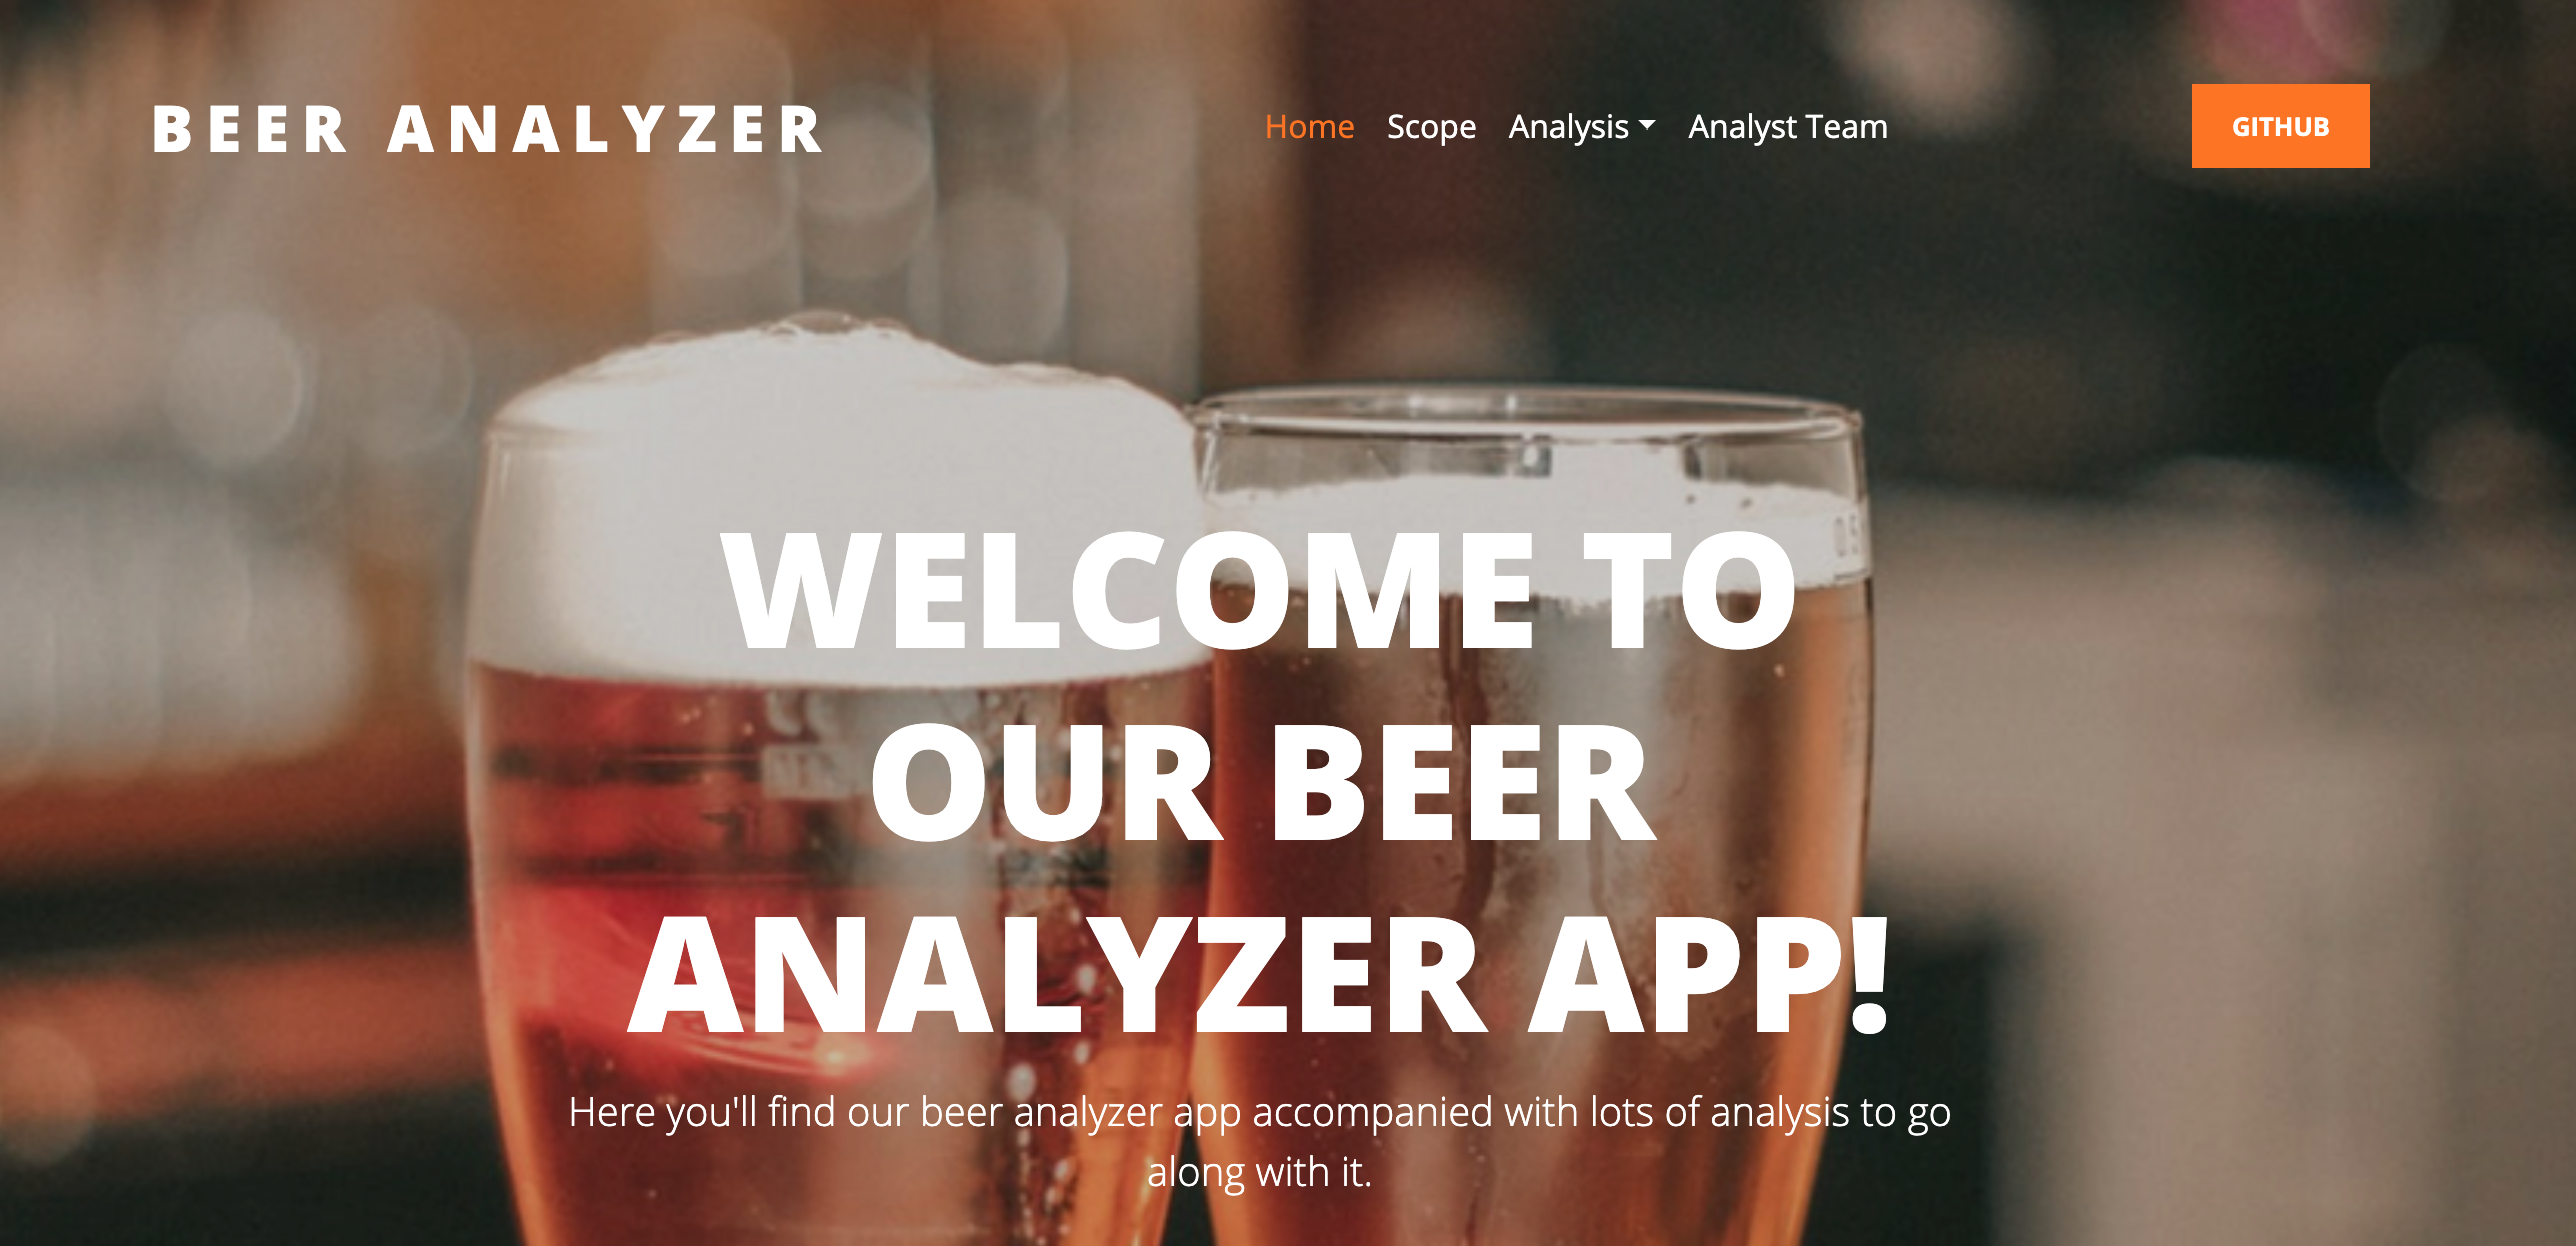 BEER ANALYZER
Home Scope Analysis Analyst Team
GITHUB
WELCOME TO
OUR BEER
ANALYZER APP!
Here you'll find our beer analyzer app accompanied with lots of analysis to go
along with it.